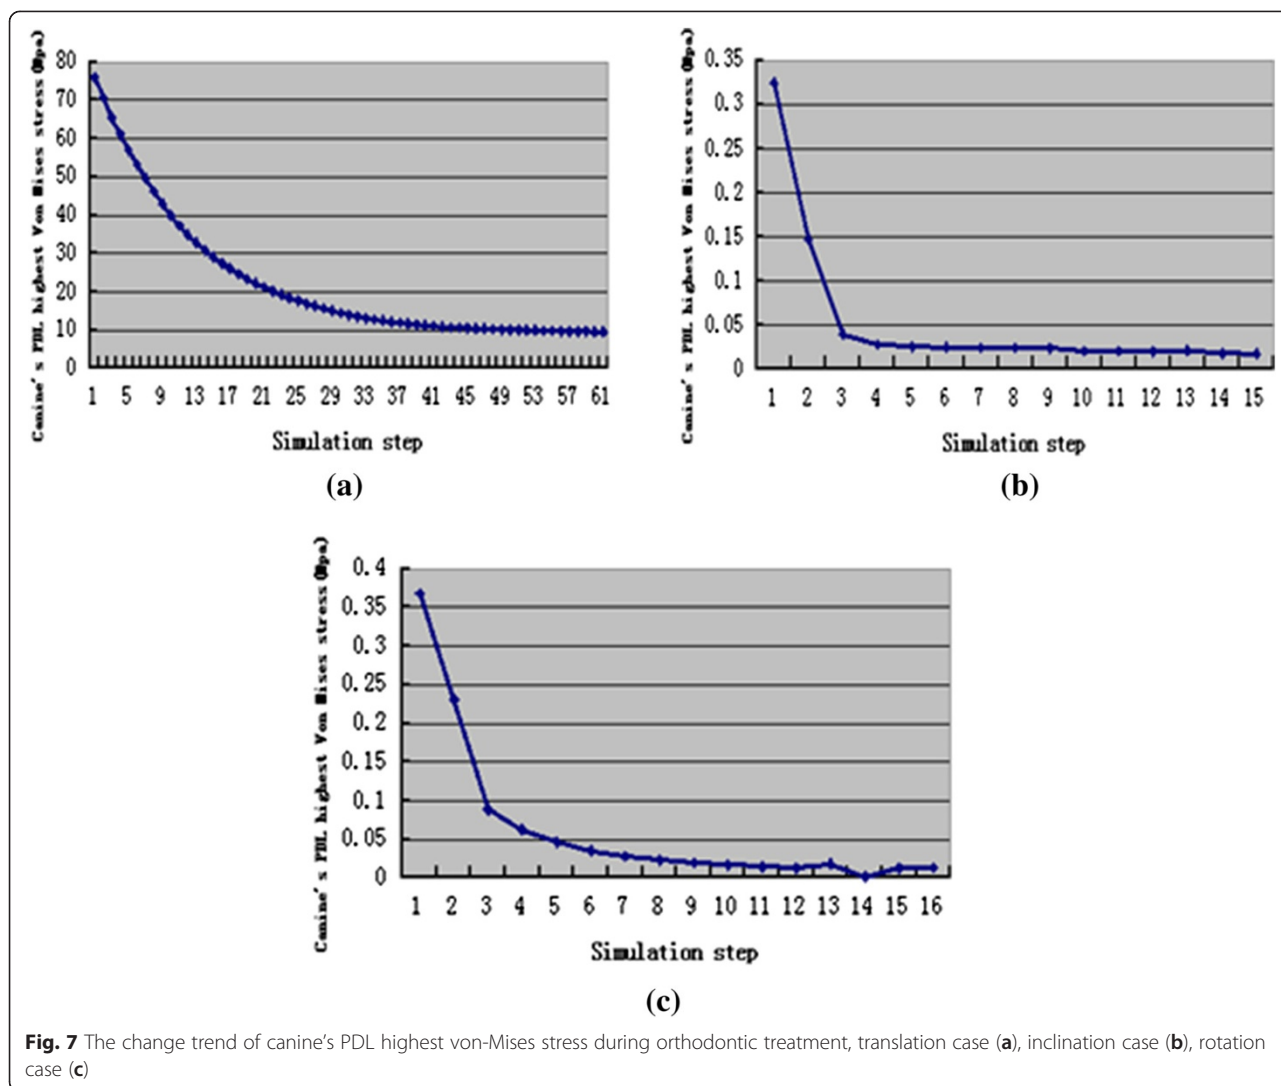 Canine's PDL highest Von Mises stress (Mpa)
80
70
60
50
40
30
20
10
0
1 5 9 13 17 21 25 29 33 37 41 45 49 53 57 61
Simulation step
(a)
Canine's PDL highest Von Mises stress (Mpa)
0.35
0.3
0.25
0.2
0.15
0.1
0.05
0
1 2 3 4 5 6 7 8 9 10 11 12 13 14 15
Simulation step
(b)
Canine's PDL highest Von Mises stress (Mpa)
0.4
0.35
0.3
0.25
0.2
0.15
0.1
0.05
0
1 2 3 4 5 6 7 8 9 10 11 12 13 14 15 16
Simulation step
(c)
Fig. 7 The change trend of canine's PDL highest von-Mises stress during orthodontic treatment, translation case (a), inclination case (b), rotation
case (c)